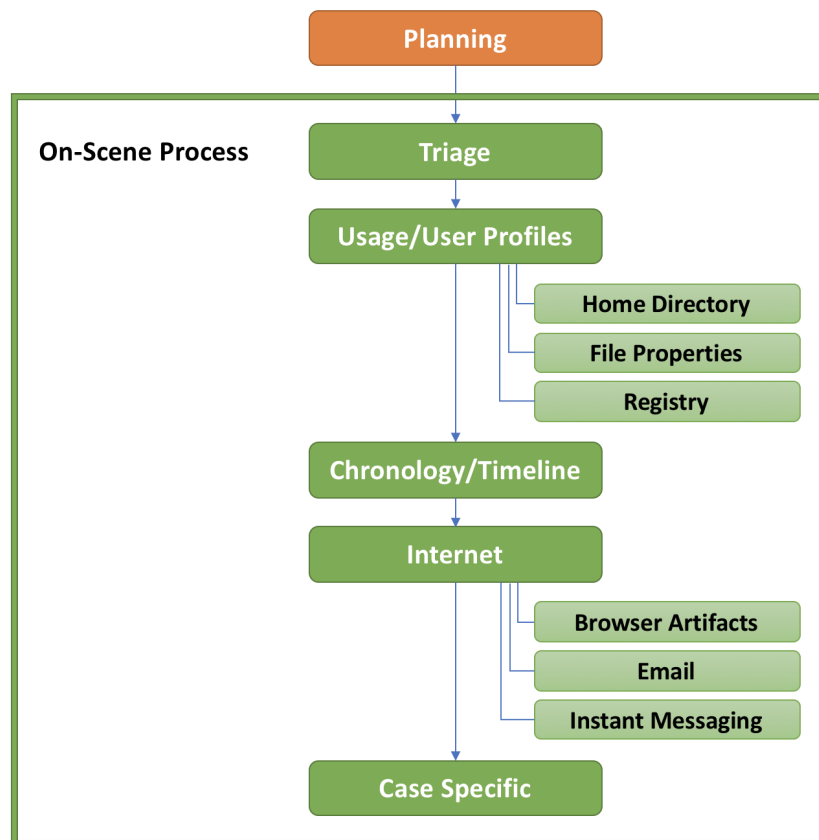 Planning
On-Scene Process
Triage
Usage/User Profiles
Home Directory
File Properties
Registry
Chronology/Timeline
Internet
Browser Artifacts
Email
Instant Messaging
Case Specific